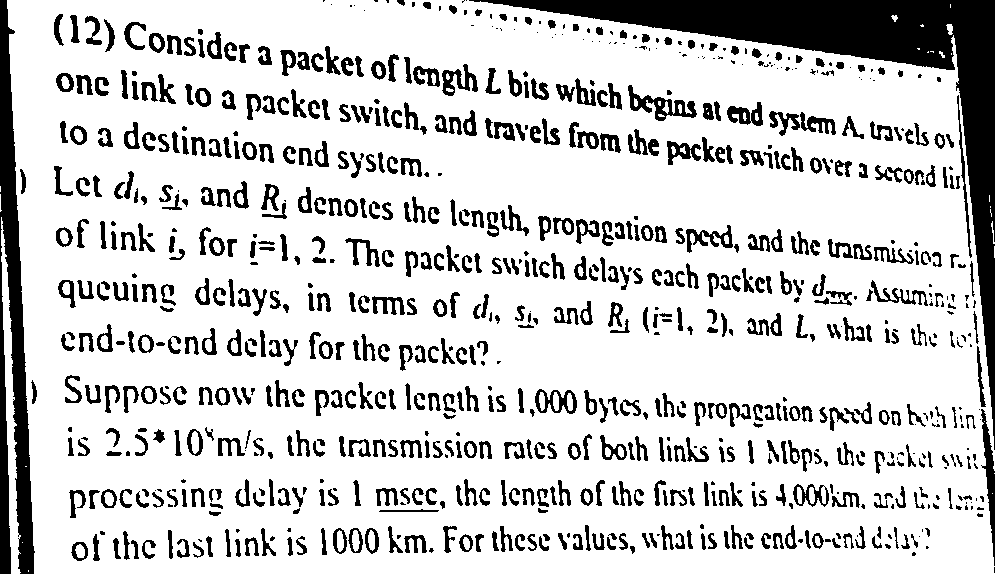 (12) Consider a packet of length L bits which begins at end system A. travels ov
one link to a packet switch, and travels from the packet switch over a second lin
to a destination end system. .
) Let di, si, and Ri denotes the length, propagation speed, and the transmission r
of link i, for i=1, 2. The packet switch delays each packet by dproc. Assuming
queuing delays, in terms of di, si, and Ri (i=1, 2), and L, what is the
end-to-end delay for the packet? .
) Suppose now the packet length is 1,000 bytes, the propagation speed on both lin
is 2.5*10⁸m/s, the transmission rates of both links is 1 Mbps, the packet swit
processing delay is 1 msec, the length of the first link is 4,000km, and the leng
of the last link is 1000 km. For these values, what is the end-to-end delay?